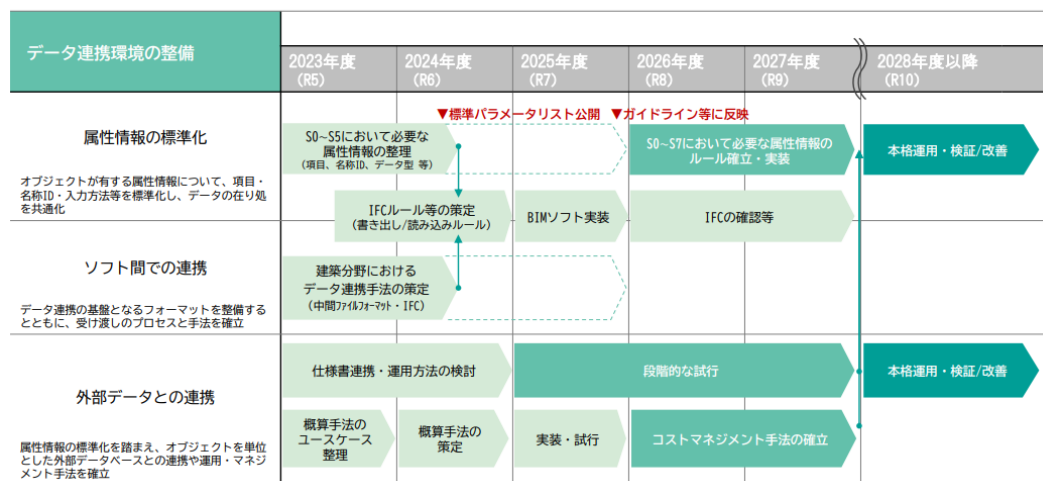 データ連携環境の整備
2023年度
(R5)
2024年度
(R6)
2025年度
(R7)
2026年度
(R8)
2027年度
(R9)
2028年度以降
(R10)
▼標準パラメータリスト公開
▼ガイドライン等に反映
属性情報の標準化
オブジェクトが有する属性情報について、項目・
名称ID・入力方法等を標準化し、データの在り処
を共通化
S0~S5において必要な
属性情報の整理
(項目、名称ID、データ型 等)
S0~S7において必要な属性情報の
ルール確立・実装
本格運用・検証/改善
IFCルール等の策定
(書き出し/読み込みルール)
BIMソフト実装
IFCの確認等
ソフト間での連携
データ連携の基盤となるフォーマットを整備する
とともに、受け渡しのプロセスと手法を確立
建築分野における
データ連携手法の策定
(中間ファイルフォーマット・IFC)
外部データとの連携
属性情報の標準化を踏まえ、オブジェクトを単位
とした外部データベースとの連携や運用・マネジ
メント手法を確立
仕様書連携・運用方法の検討
段階的な試行
本格運用・検証/改善
概算手法の
ユースケース
整理
概算手法の
策定
実装・試行
コストマネジメント手法の確立